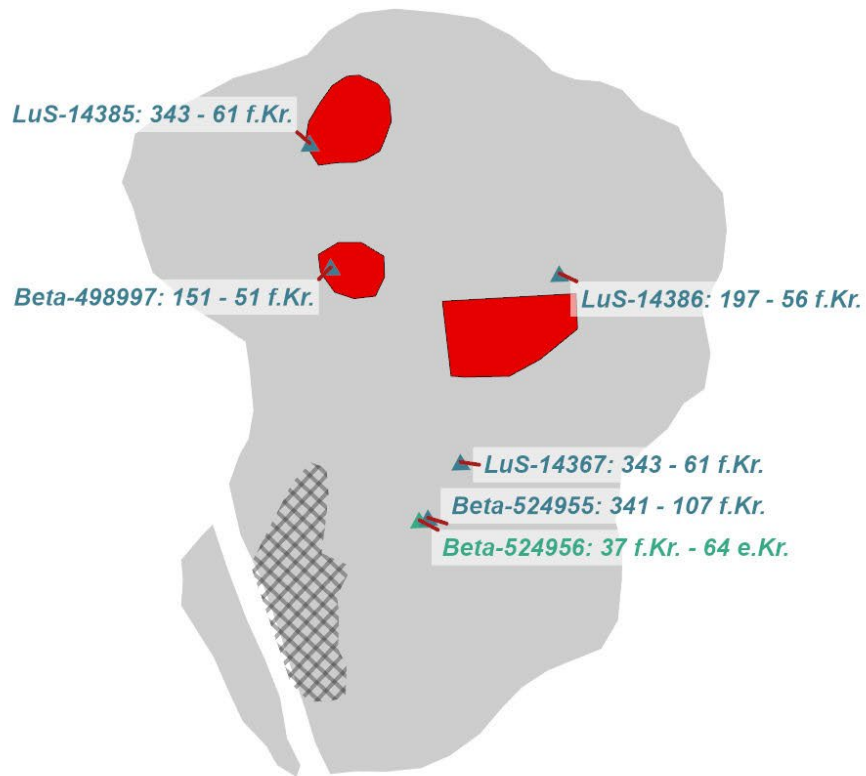 LuS-14385: 343 - 61 f.Kr.
Beta-498997: 151 - 51 f.Kr.
LuS-14386: 197 - 56 f.Kr.
LuS-14367: 343 - 61 f.Kr.
Beta-524955: 341 - 107 f.Kr.
Beta-524956: 37 f.Kr. - 64 e.Kr.